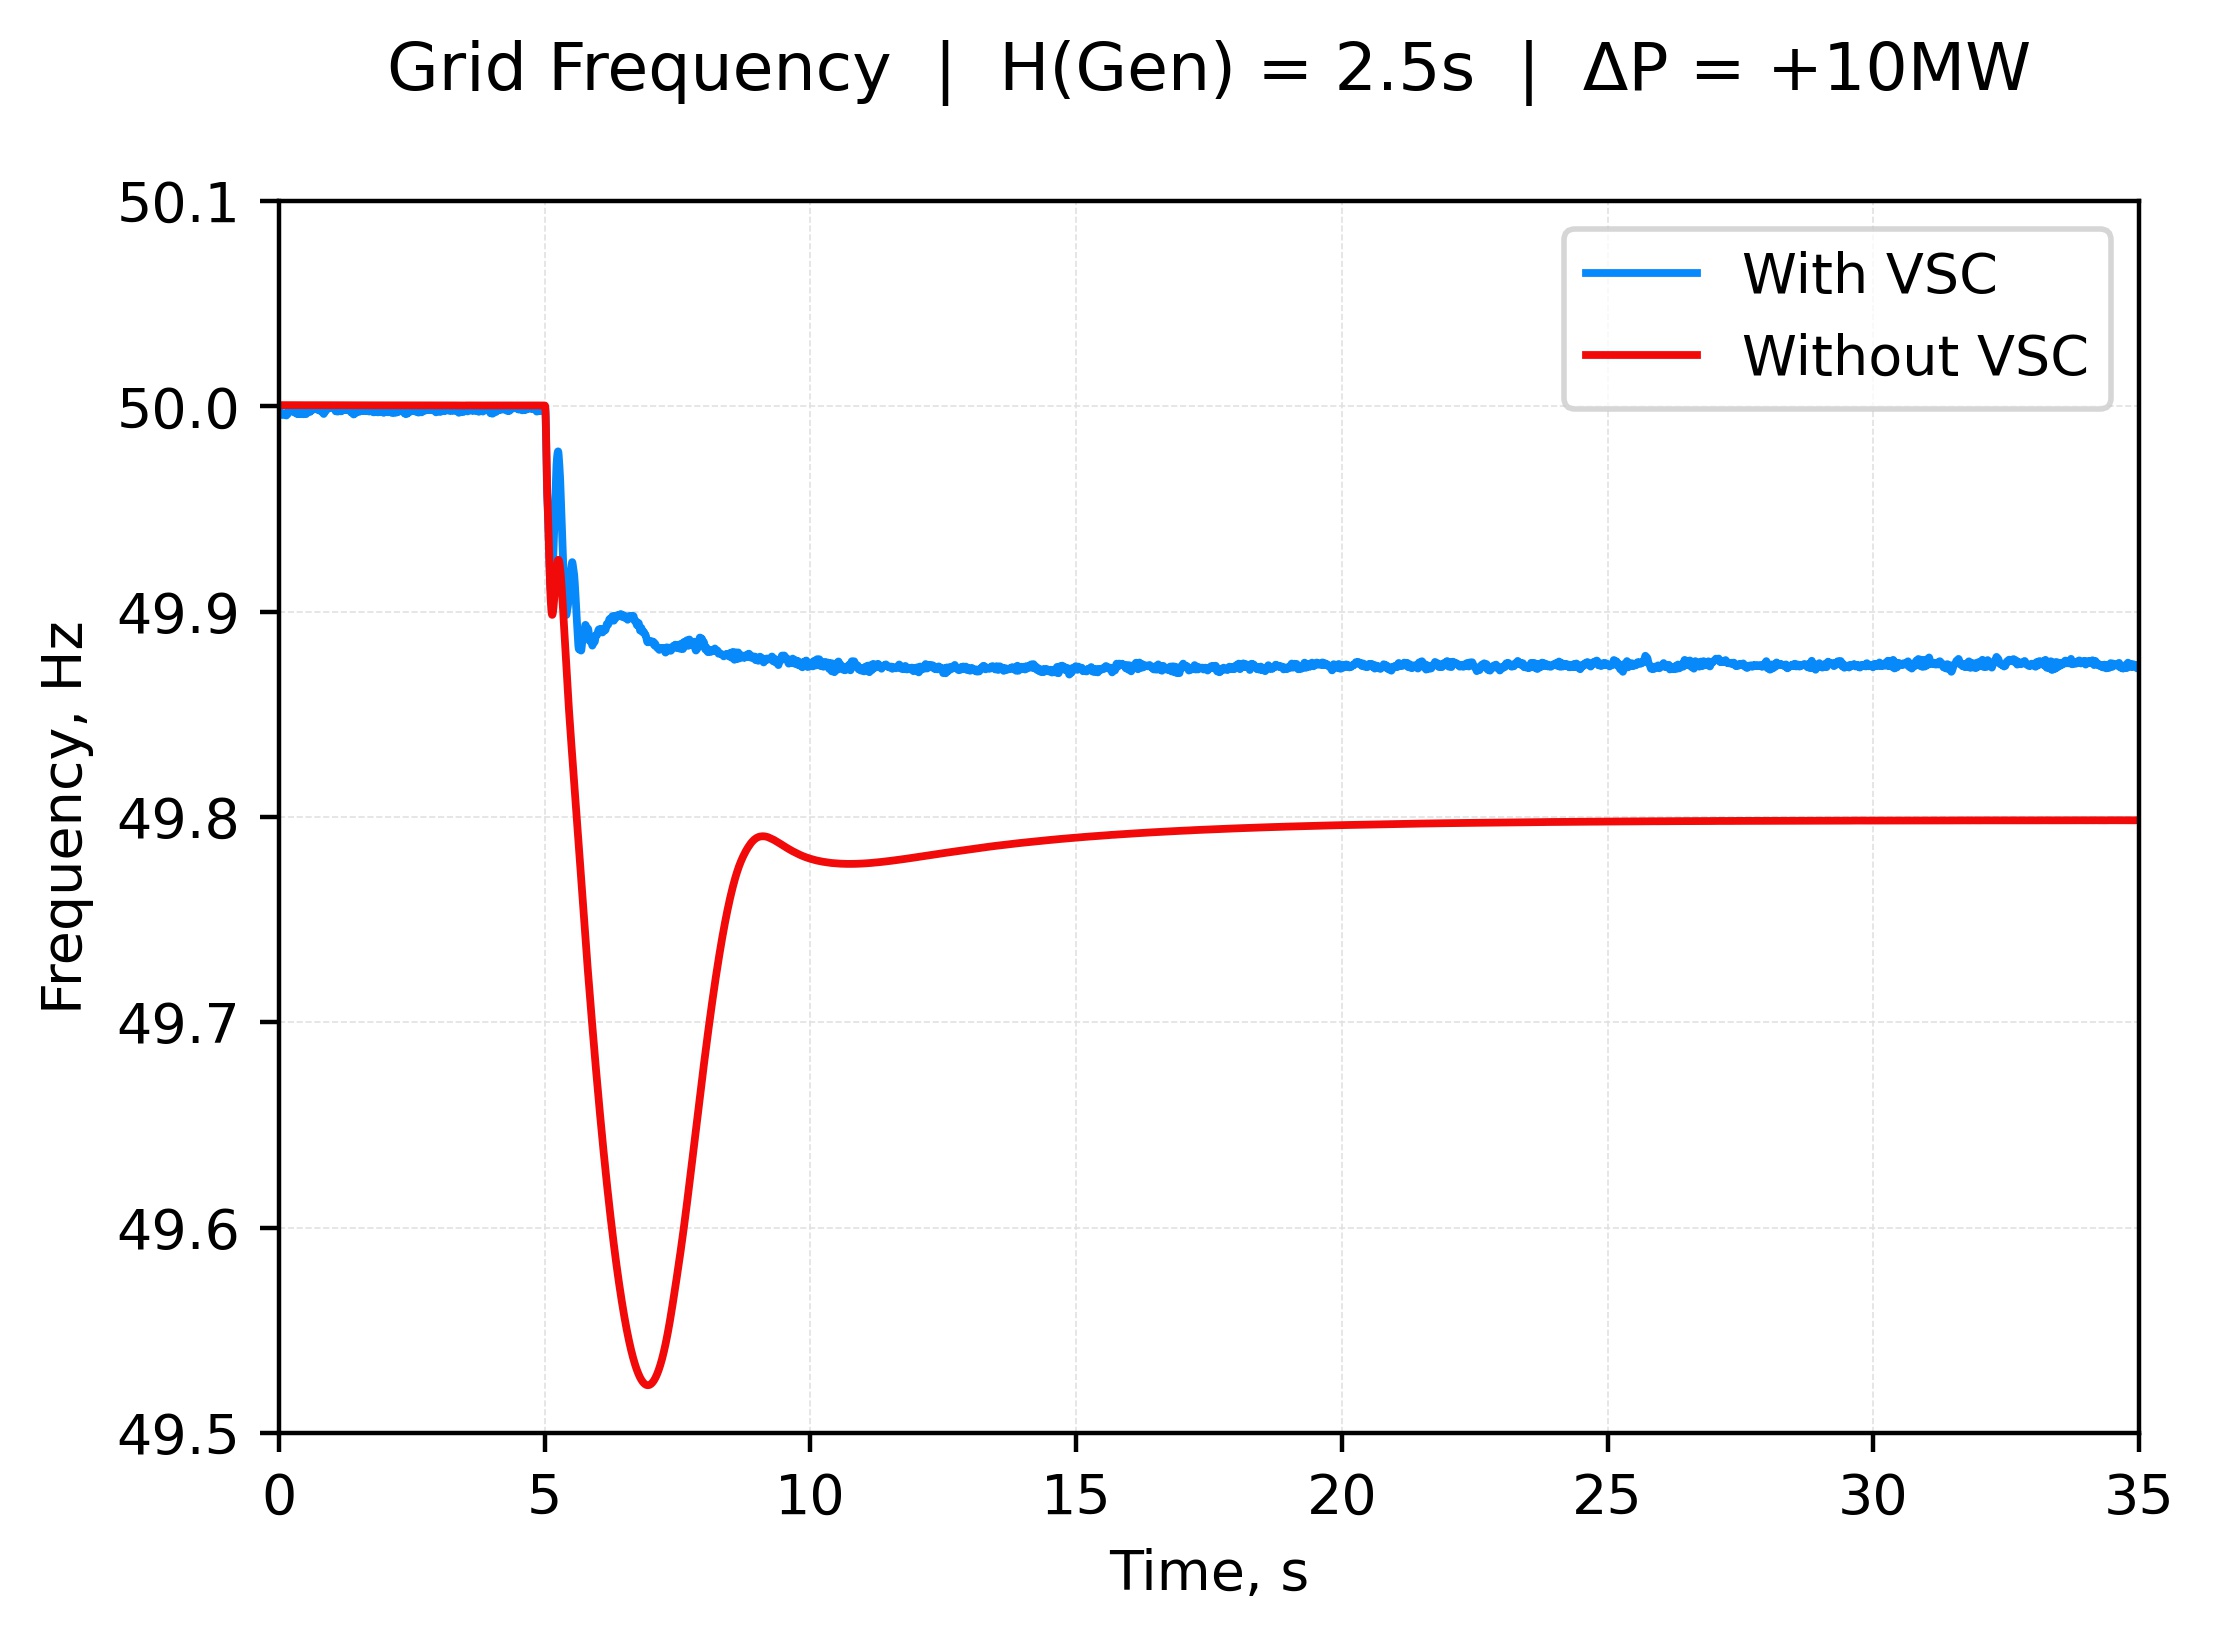 Grid Frequency | H(Gen) = 2.5s | ΔP = +10MW
50.1
50.0
49.9
49.8
49.7
49.6
49.5
Frequency, Hz
With VSC
Without VSC
0 5 10 15 20 25 30 35
Time, s